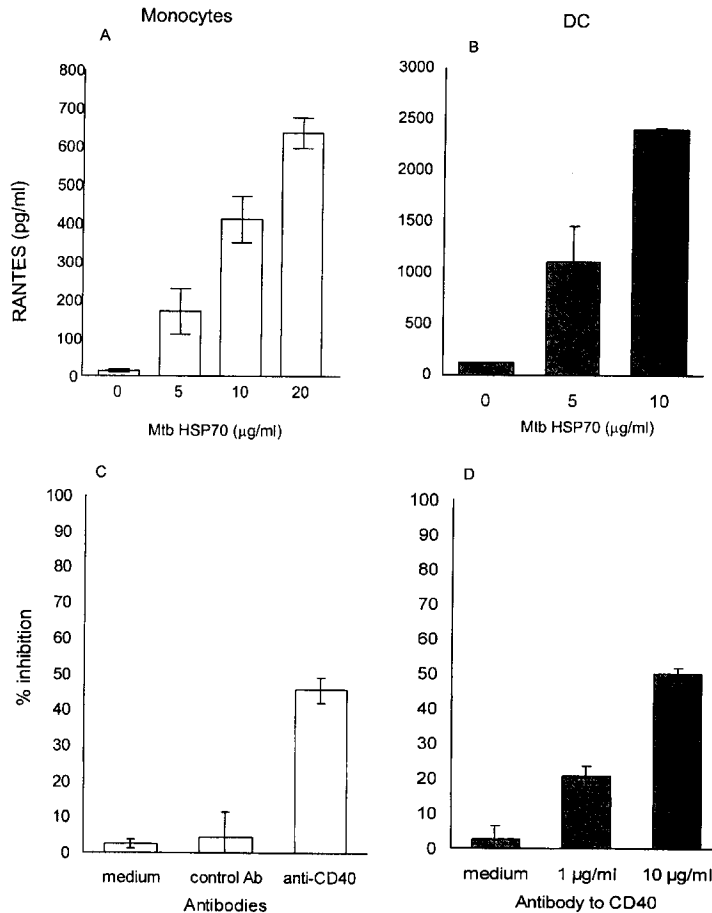 Monocytes
DC
A
B
RANTES (pg/ml)
800
700
600
500
400
300
200
100
0
0 5 10 20
Mtb HSP70 (µg/ml)
3000
2500
2000
1500
1000
500
0
0 5 10
Mtb HSP70 (µg/ml)
C
% inhibition
100
90
80
70
60
50
40
30
20
10
0
medium control Ab anti-CD40
Antibodies
D
100
90
80
70
60
50
40
30
20
10
0
medium 1 µg/ml 10 µg/ml
Antibody to CD40